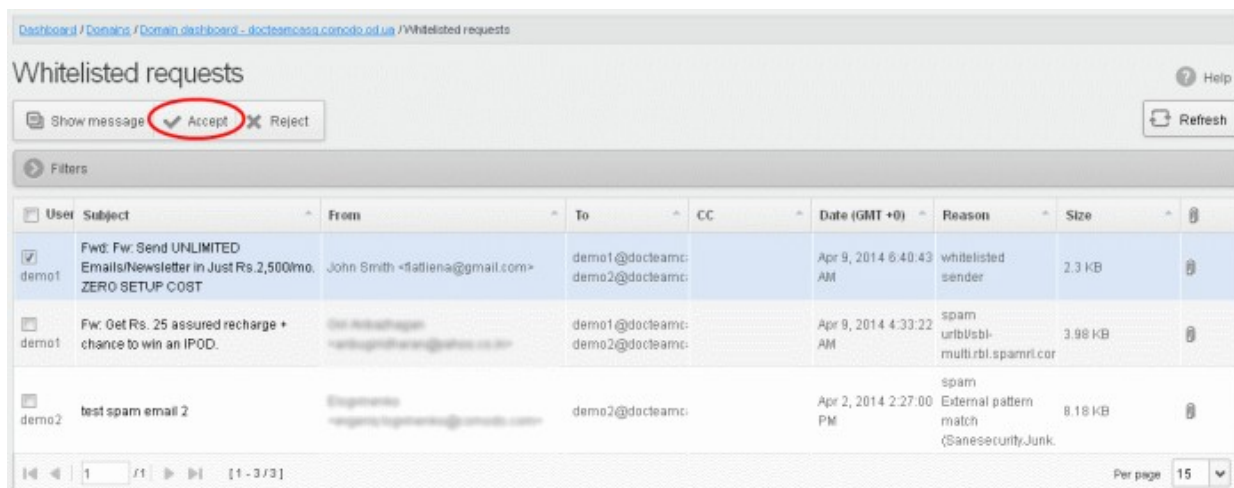 Dashboard / Domains / Domain dashboard - docteamcasg.comodo.od.ua / Whitelisted requests
Whitelisted requests
Help
Show message Accept Reject
Refresh
Filters
User Subject From To CC Date (GMT +0) Reason Size
Fwd: Fw: Send UNLIMITED
Emails/Newsletter in Just Rs.2,500/mo.
ZERO SETUP COST
demo1
John Smith <flatliena@gmail.com>
demo1@docteamc
demo2@docteamc
Apr 9, 2014 6:40:43
AM
whitelisted
sender
2.3 KB
Fw: Get Rs. 25 assured recharge +
chance to win an IPOD.
demo1
demo1@docteamc
demo2@docteamc
Apr 9, 2014 4:33:22
AM
spam
urlbl/sbl-
multi.rbl.spamrl.cor
3.98 KB
demo2
test spam email 2
demo2@docteamc
Apr 2, 2014 2:27:00
PM
spam
External pattern
match
(Sanesecurity.Junk.
8.18 KB
1 /1 [1 - 3 / 3]
Per page 15